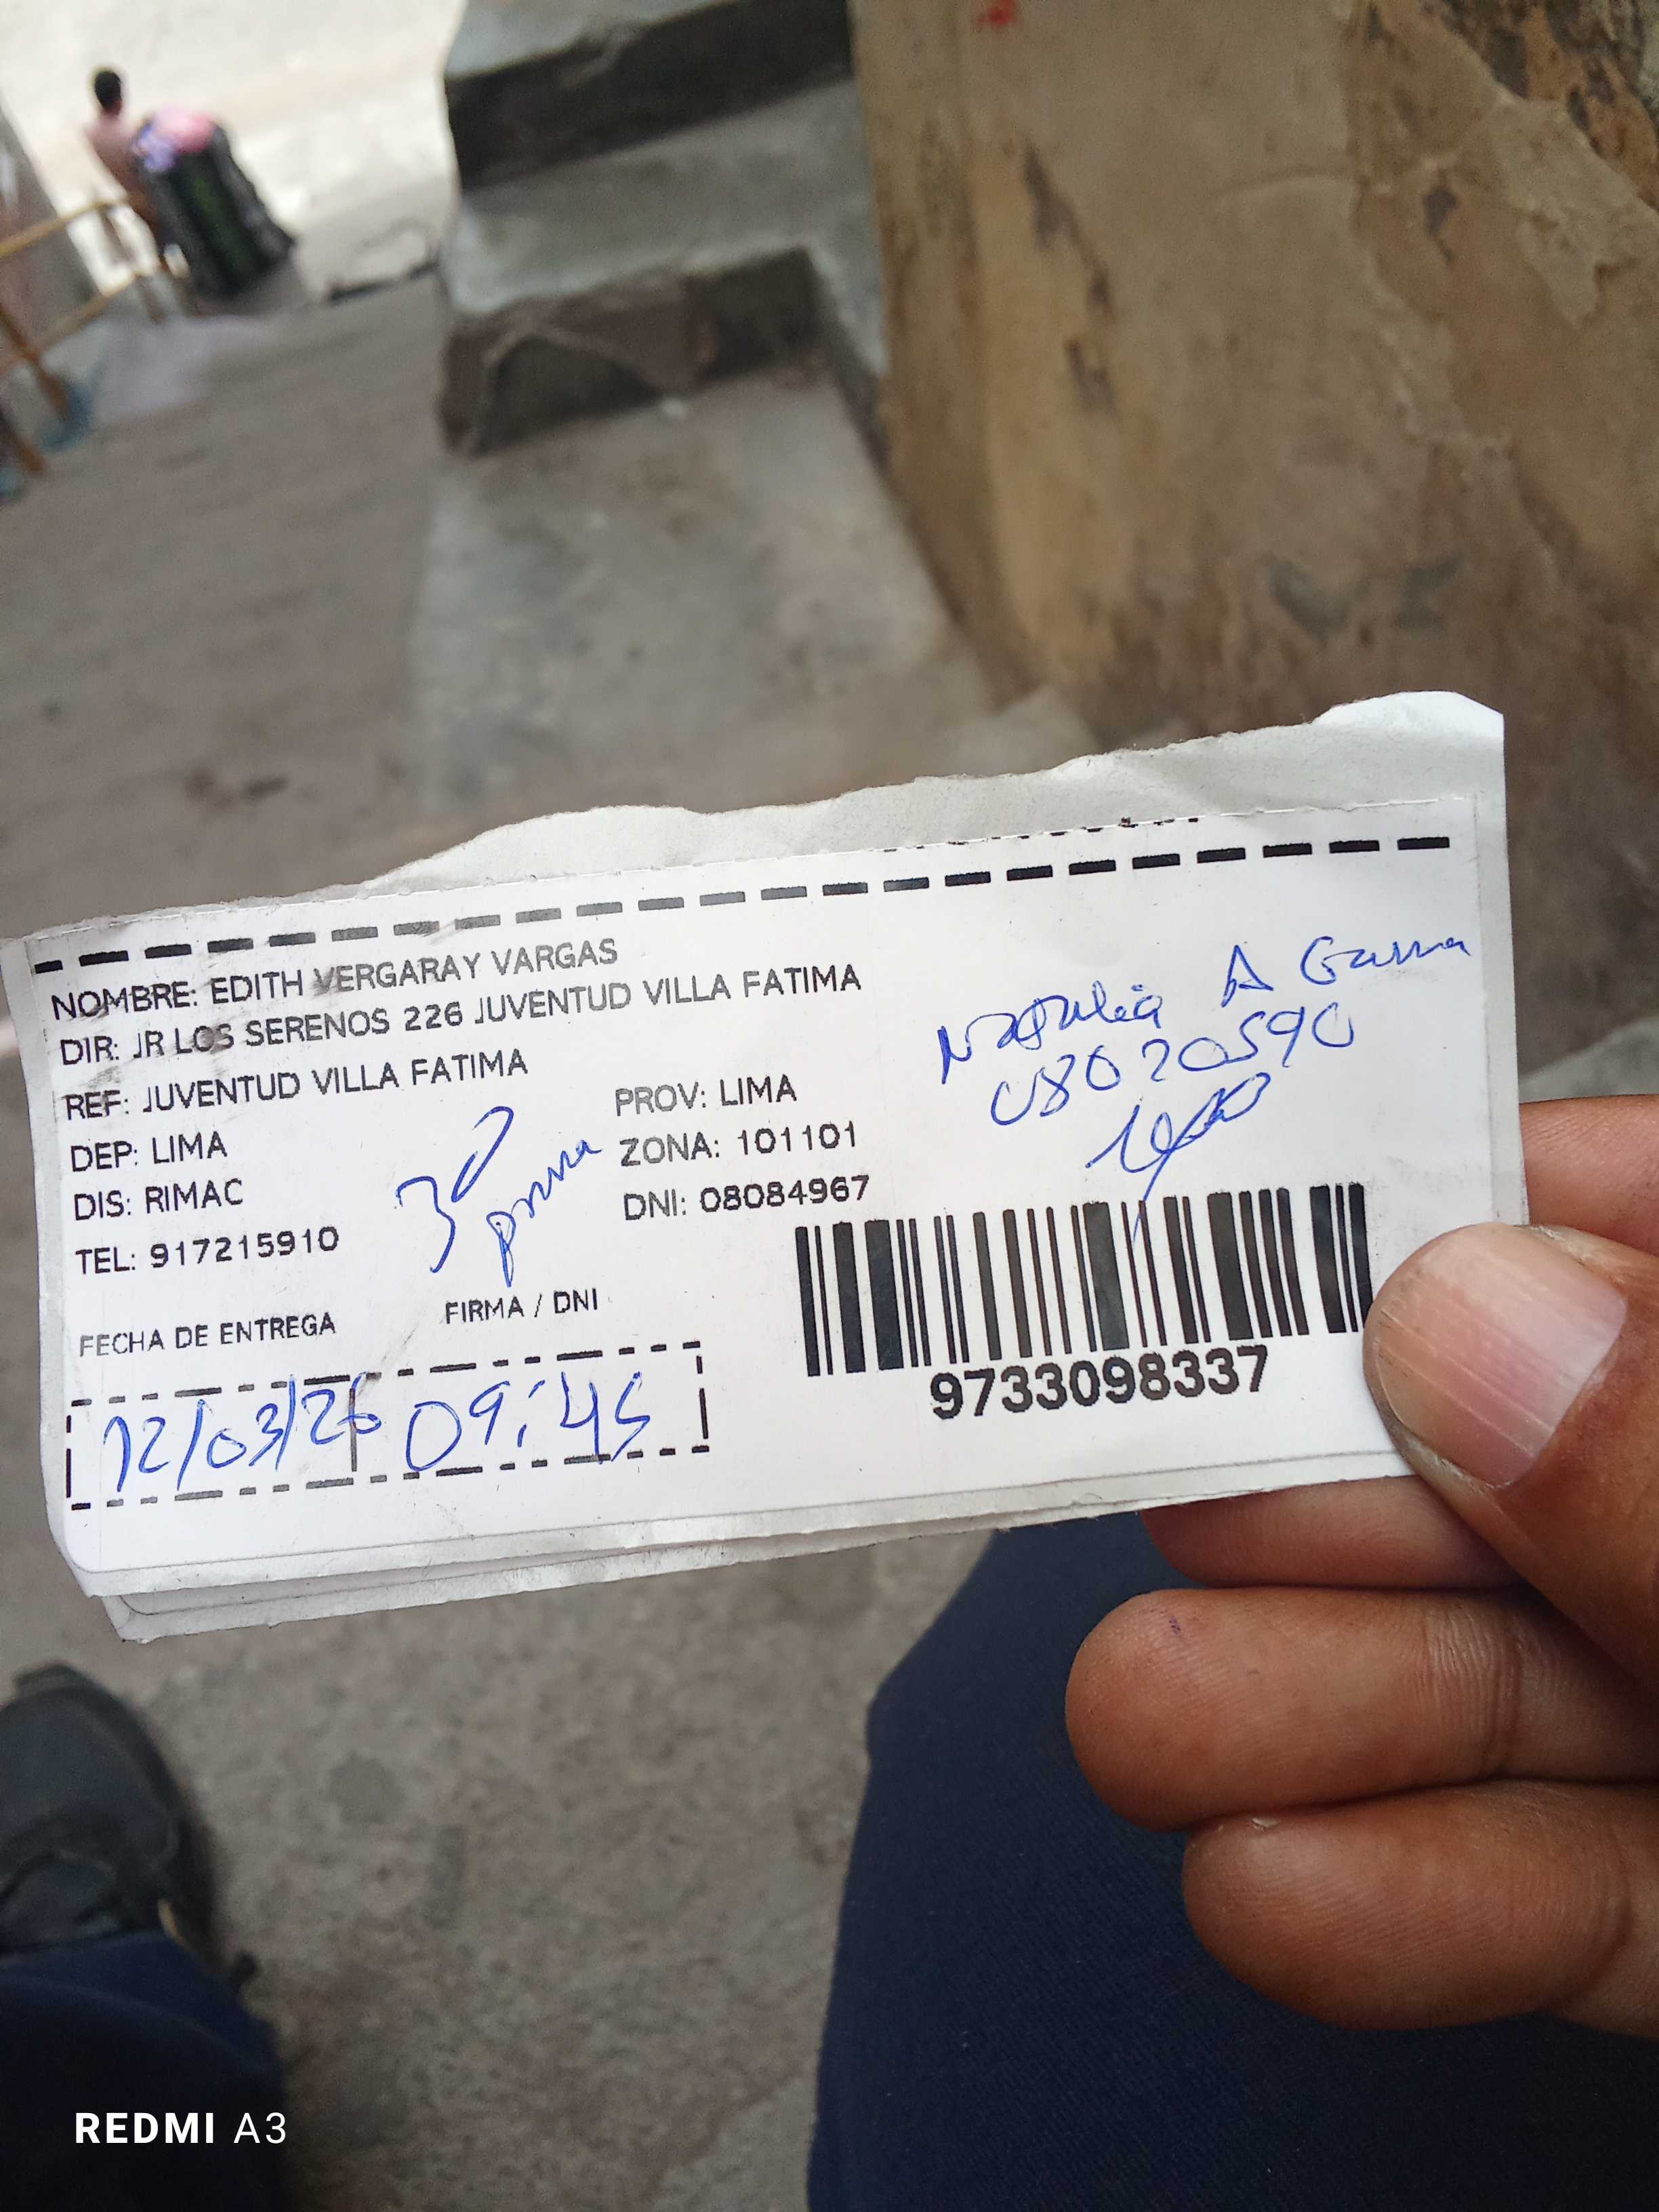 NOMBRE: EDITH VERGARAY VARGAS
DIR: JR LOS SERENOS 226 JUVENTUD VILLA FATIMA
REF: JUVENTUD VILLA FATIMA
DEP: LIMA
PROV: LIMA
DIS: RIMAC
ZONA: 101101
TEL: 917215910
DNI: 08084967
A
08020590
FECHA DE ENTREGA
FIRMA / DNI
12/03/26 09:45
9733098337
REDMI A3